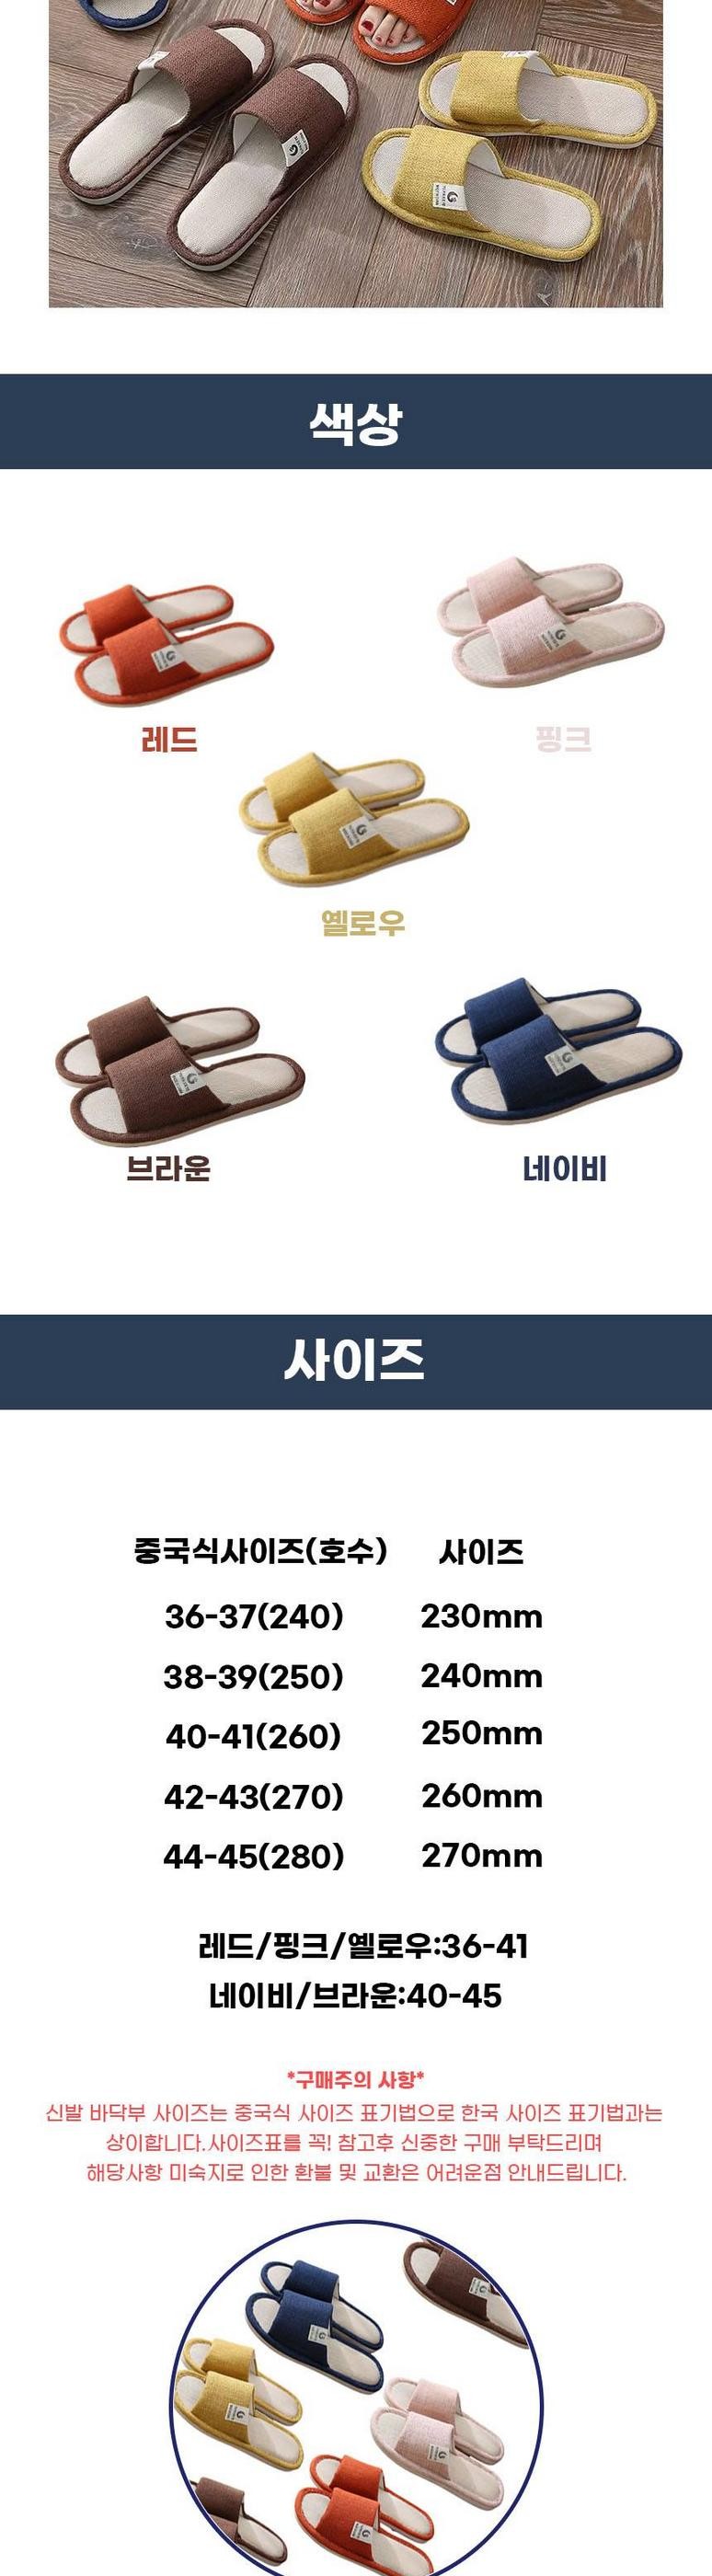 색상
레드
핑크
옐로우
브라운
네이비
사이즈
중국식사이즈(호수) 사이즈
36-37(240) 230mm
38-39(250) 240mm
40-41(260) 250mm
42-43(270) 260mm
44-45(280) 270mm
레드/핑크/옐로우:36-41
네이비/브라운:40-45
*구매주의 사항*
신발 바닥부 사이즈는 중국식 사이즈 표기법으로 한국 사이즈 표기법과는
상이합니다.사이즈표를 꼭! 참고후 신중한 구매 부탁드리며
해당사항 미숙지로 인한 환불 및 교환은 어려운점 안내드립니다.